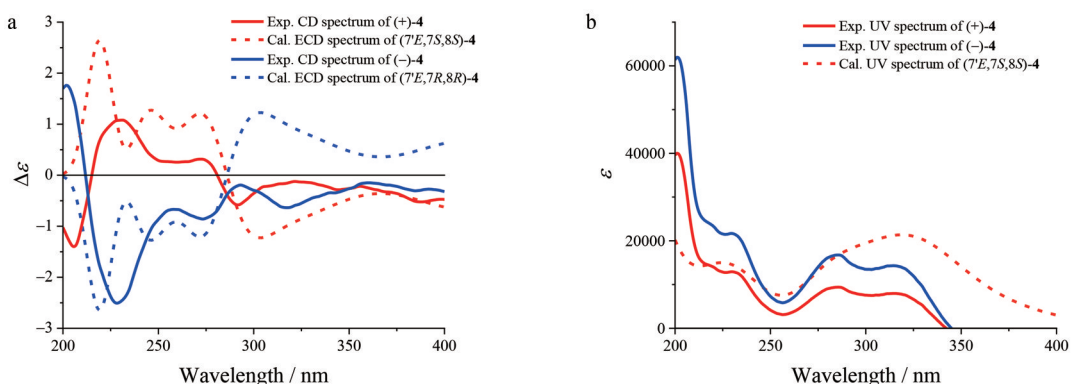 a
Exp. CD spectrum of (+)-4
Cal. ECD spectrum of (7'E,7S,8S)-4
Exp. CD spectrum of (−)-4
Cal. ECD spectrum of (7'E,7R,8R)-4
3
2
1
0
−1
−2
−3
Δε
200
250
300
350
400
Wavelength / nm
b
Exp. UV spectrum of (+)-4
Exp. UV spectrum of (−)-4
Cal. UV spectrum of (7'E,7S,8S)-4
60000
40000
20000
0
ε
200
250
300
350
400
Wavelength / nm